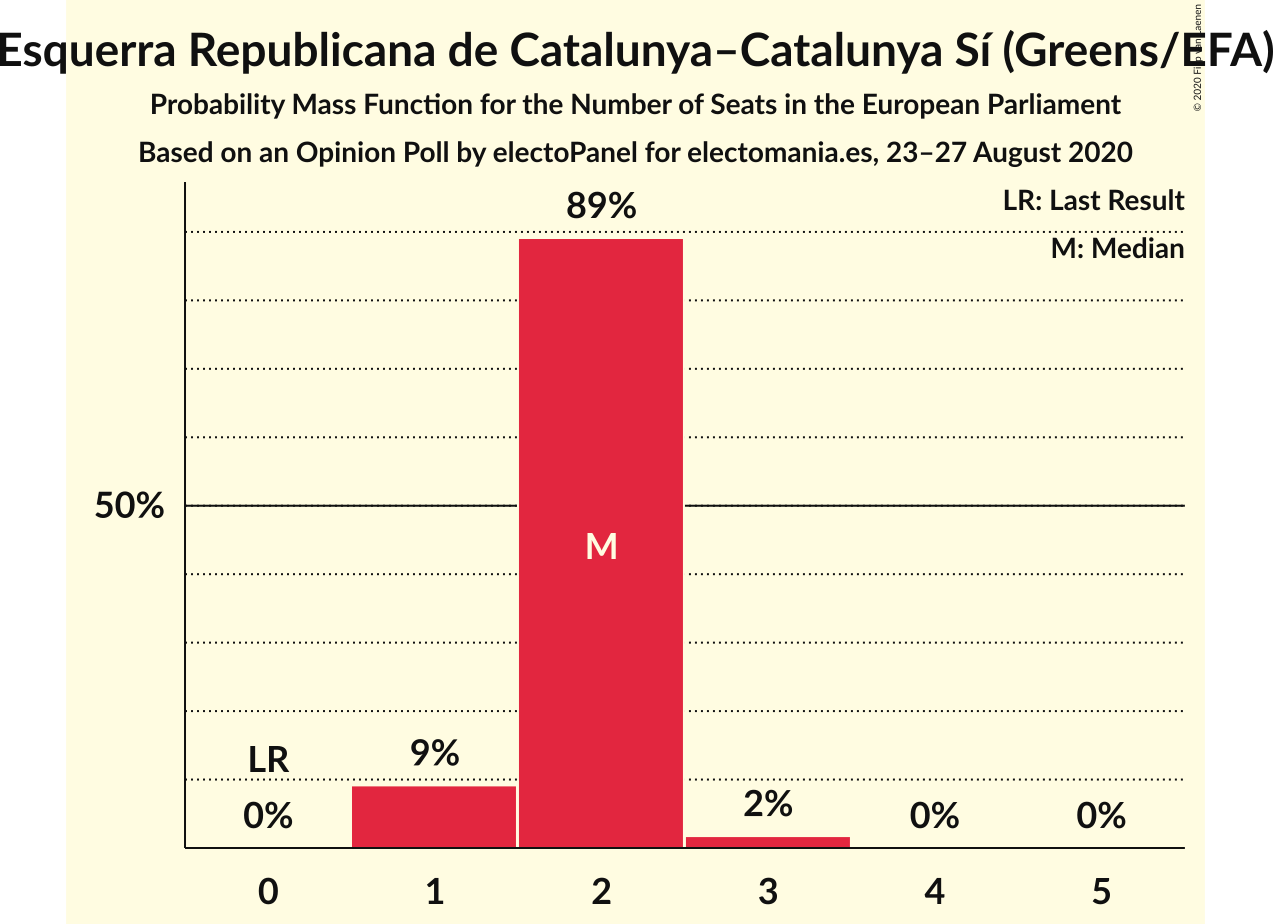 Esquerra Republicana de Catalunya–Catalunya Sí (Greens/EFA)
Probability Mass Function for the Number of Seats in the European Parliament
Based on an Opinion Poll by electoPanel for electomania.es, 23–27 August 2020
© 2020 Fil
LR: Last Result
M: Median
89%
50%
M
LR
9%
2%
0%
0%
0%
0
1
2
3
4
5